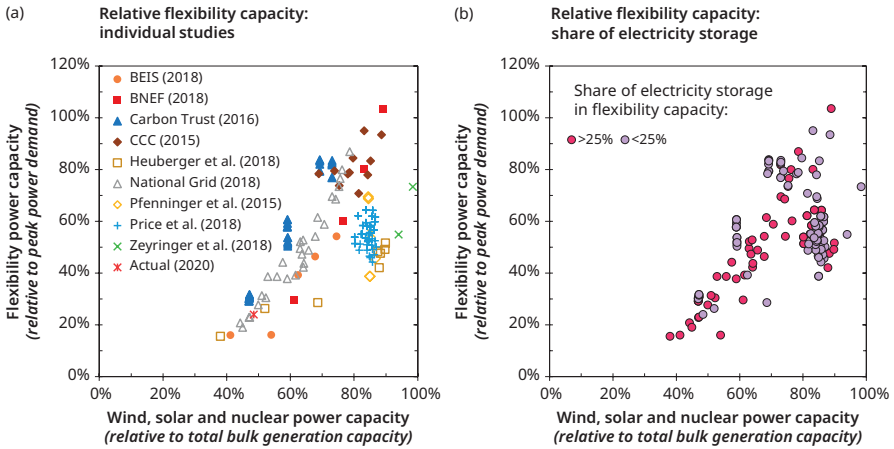 (a)
Relative flexibility capacity:
individual studies
Flexibility power capacity
(relative to peak power demand)
120%
100%
80%
60%
40%
20%
0%
BEIS (2018)
BNEF (2018)
Carbon Trust (2016)
CCC (2015)
Heuberger et al. (2018)
National Grid (2018)
Pfenninger et al. (2015)
Price et al. (2018)
Zeyringer et al. (2018)
Actual (2020)
0% 20% 40% 60% 80% 100%
Wind, solar and nuclear power capacity
(relative to total bulk generation capacity)
(b)
Relative flexibility capacity:
share of electricity storage
Flexibility power capacity
(relative to peak power demand)
120%
100%
80%
60%
40%
20%
0%
Share of electricity storage
in flexibility capacity:
>25% <25%
0% 20% 40% 60% 80% 100%
Wind, solar and nuclear power capacity
(relative to total bulk generation capacity)